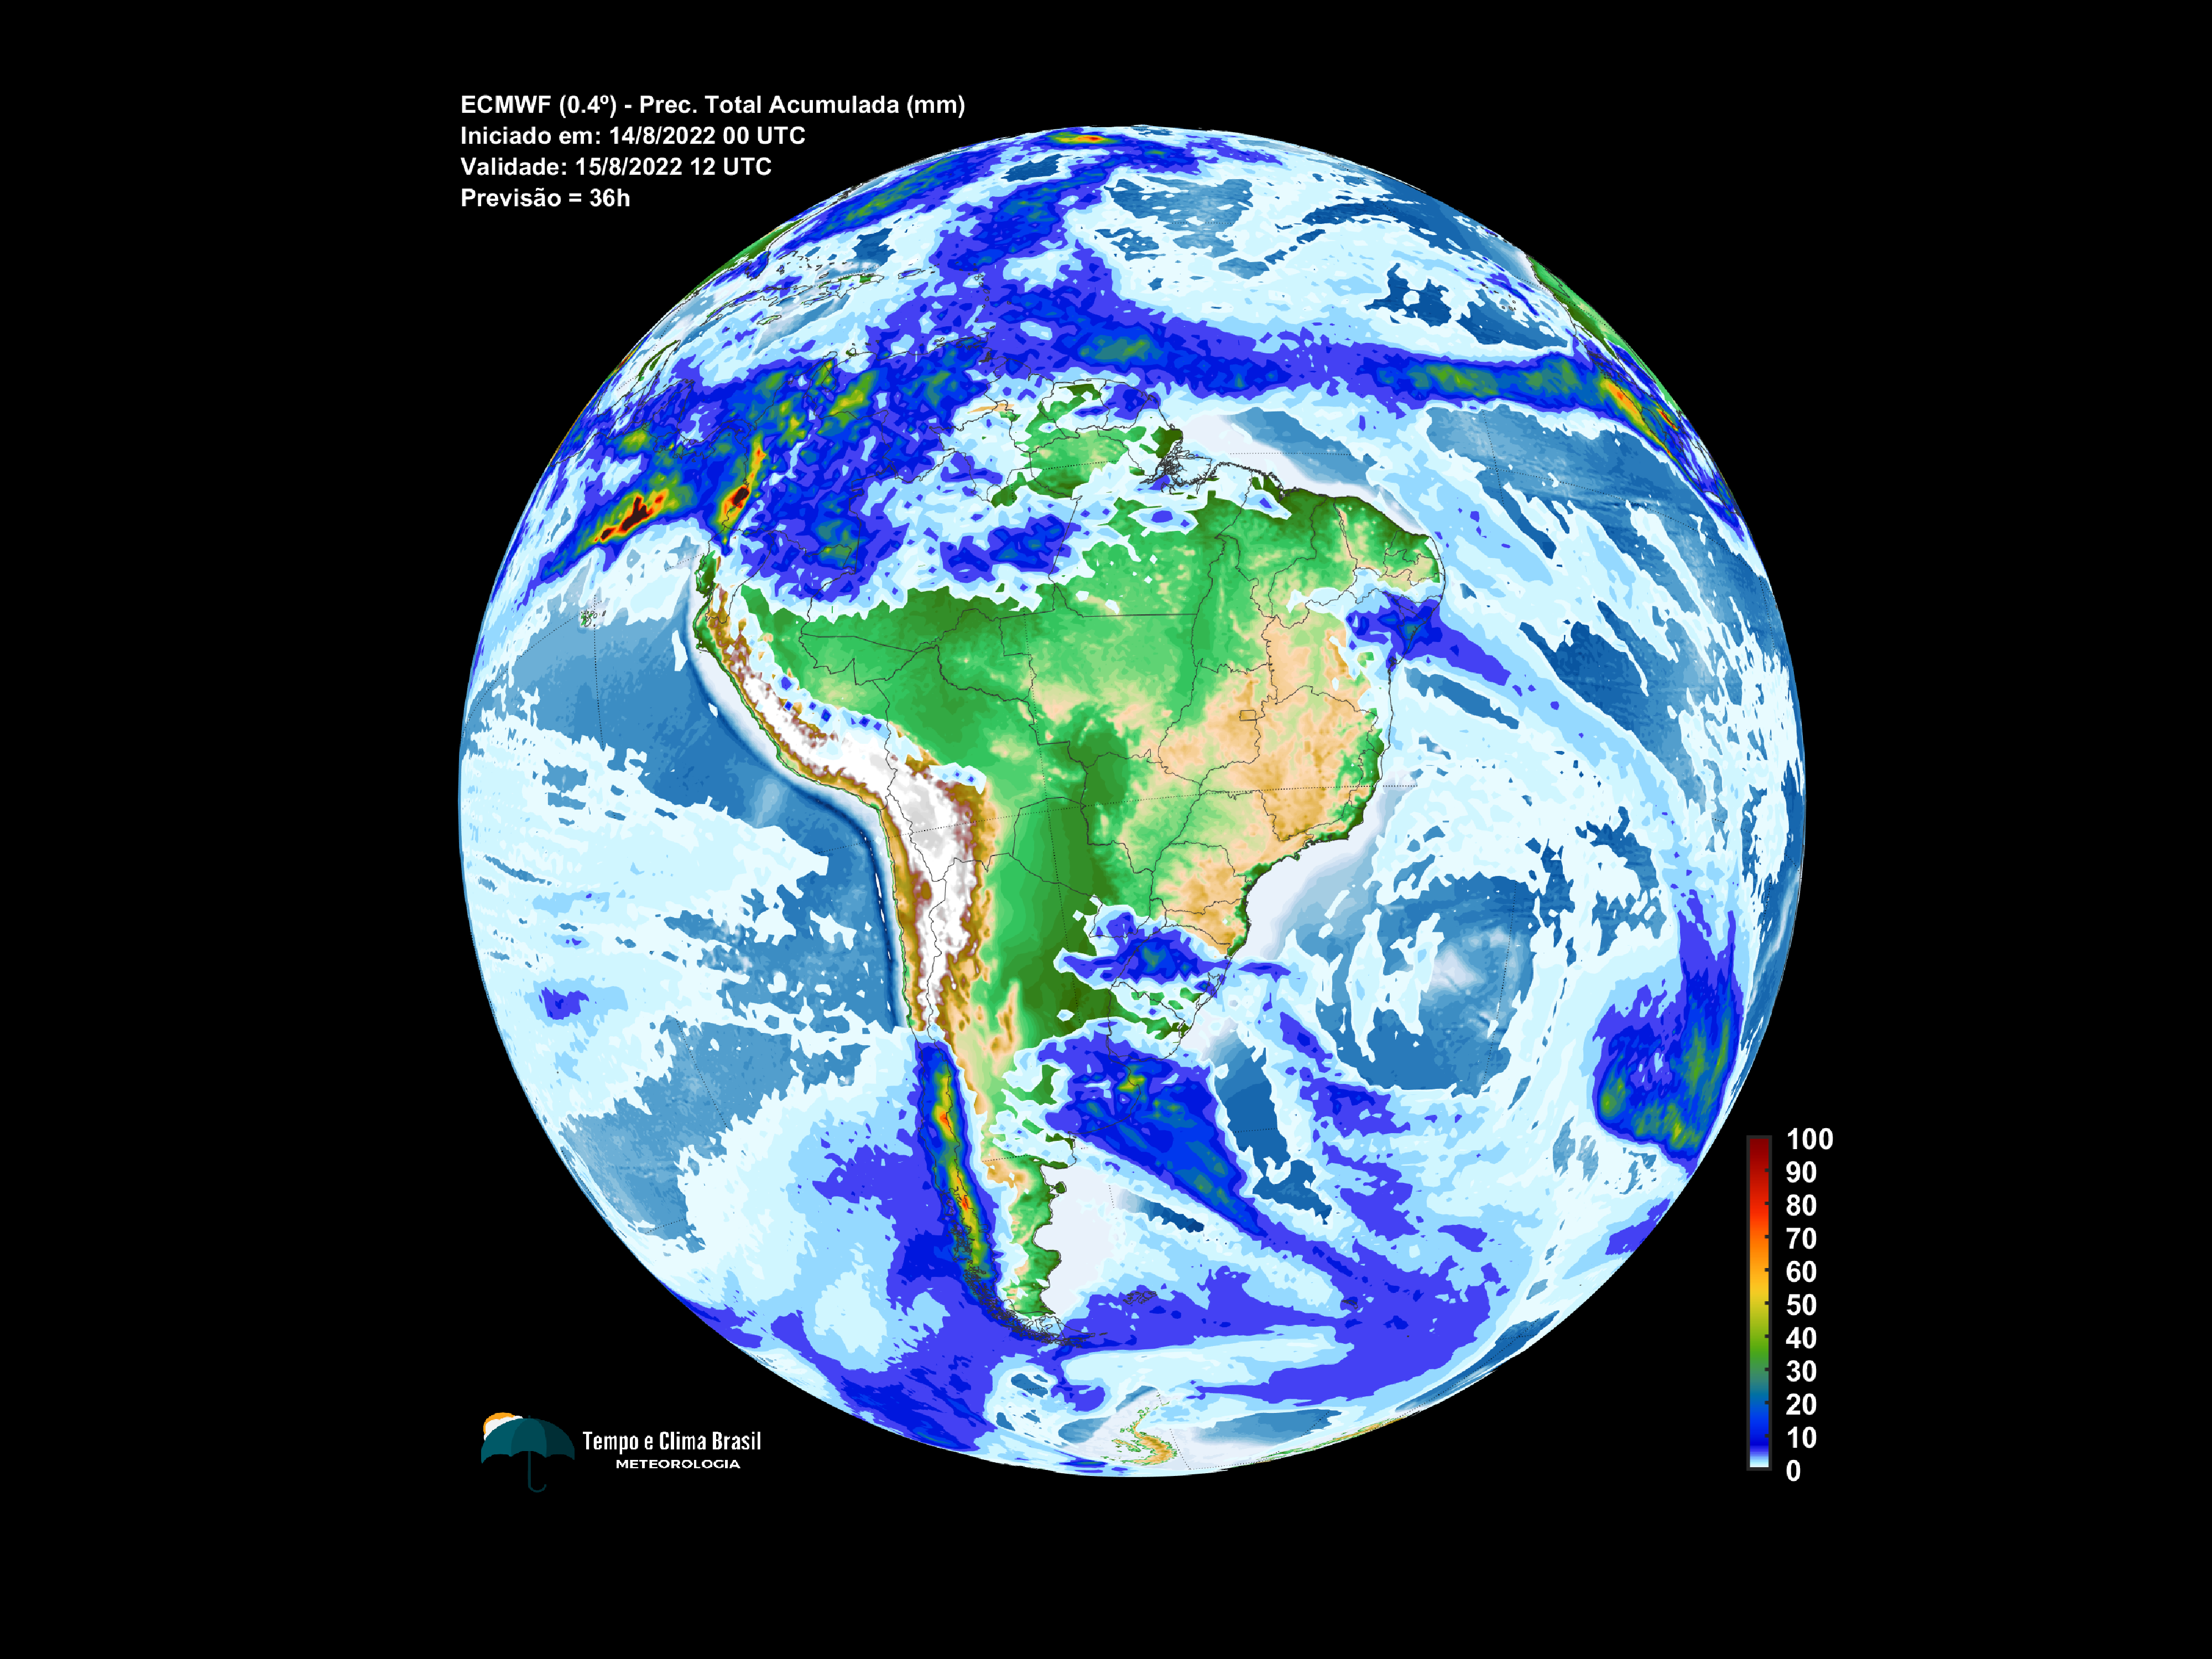 ECMWF (0.4º) - Prec. Total Acumulada (mm)
Iniciado em: 14/8/2022 00 UTC
Validade: 15/8/2022 12 UTC
Previsão = 36h
100
90
80
70
60
50
40
30
20
10
0
Tempo e Clima Brasil
METEOROLOGIA